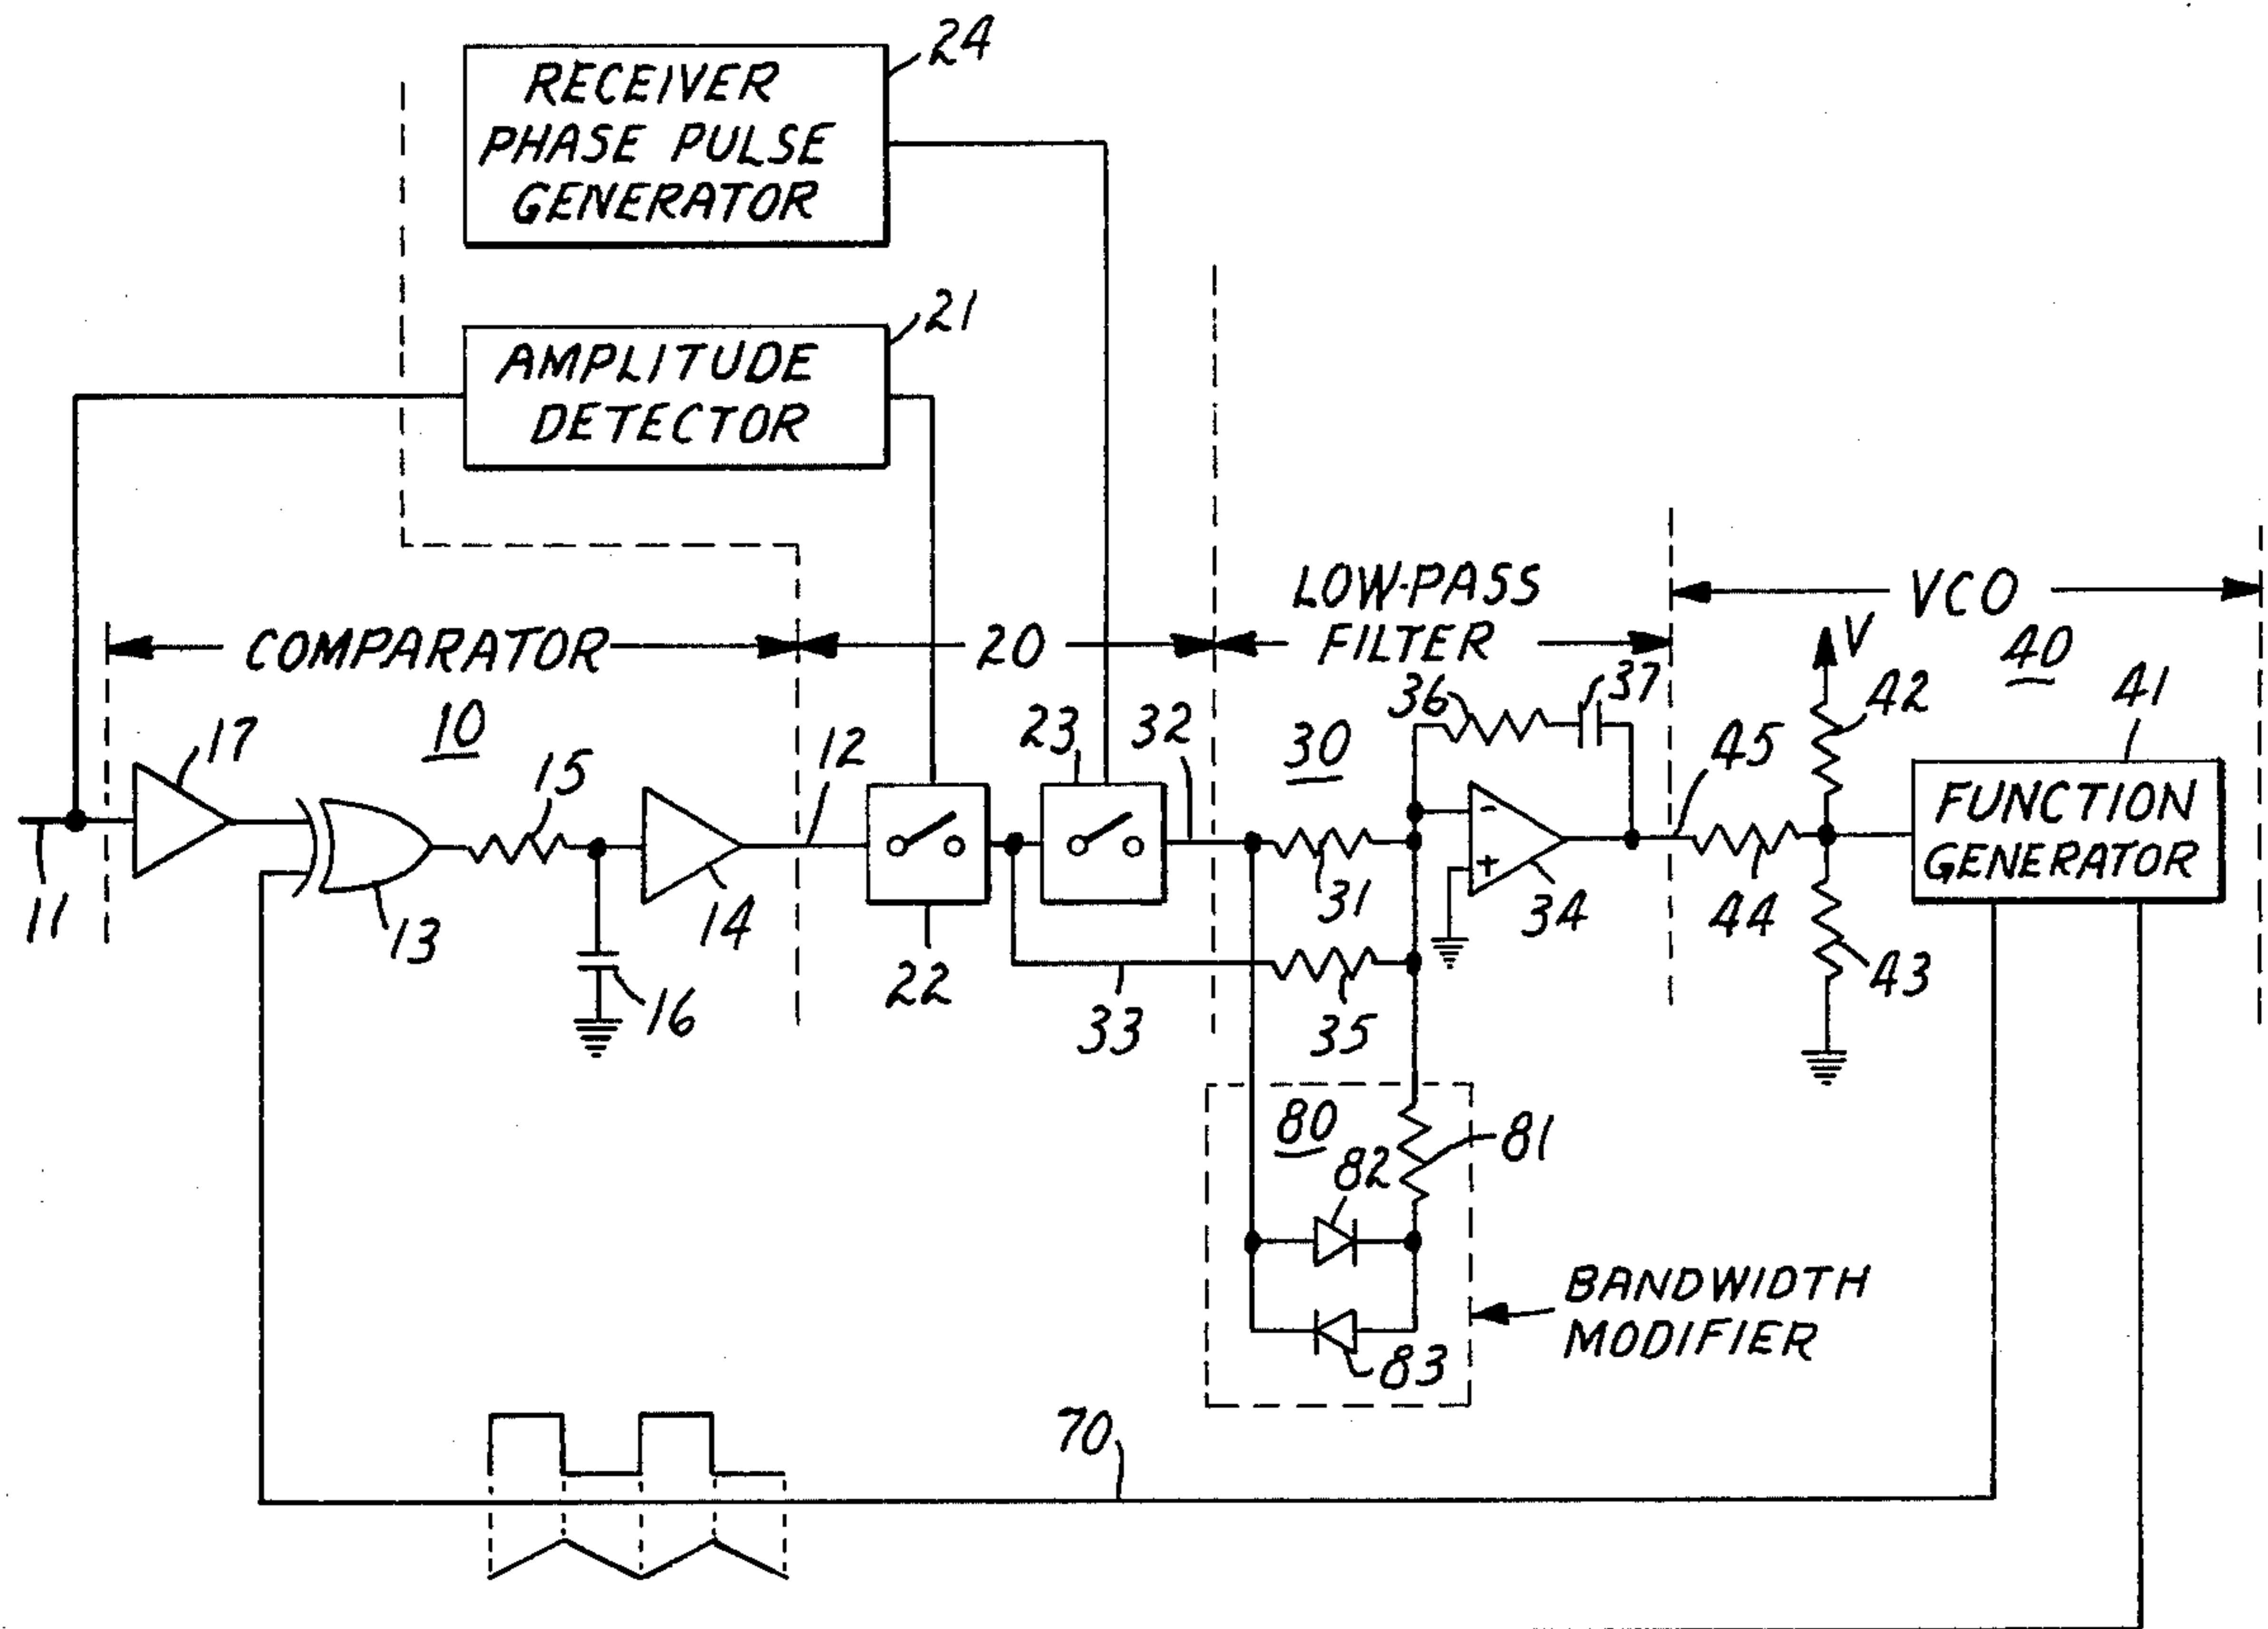 24
RECEIVER
PHASE PULSE
GENERATOR
21
AMPLITUDE
DETECTOR
LOW-PASS
FILTER
VCO
40
COMPARATOR
10
20
V
42
41
36
37
17
15
12
23
32
30
45
FUNCTION
GENERATOR
11
13
14
22
31
34
44
43
16
33
35
80
82
81
BANDWIDTH
MODIFIER
83
70
-
+